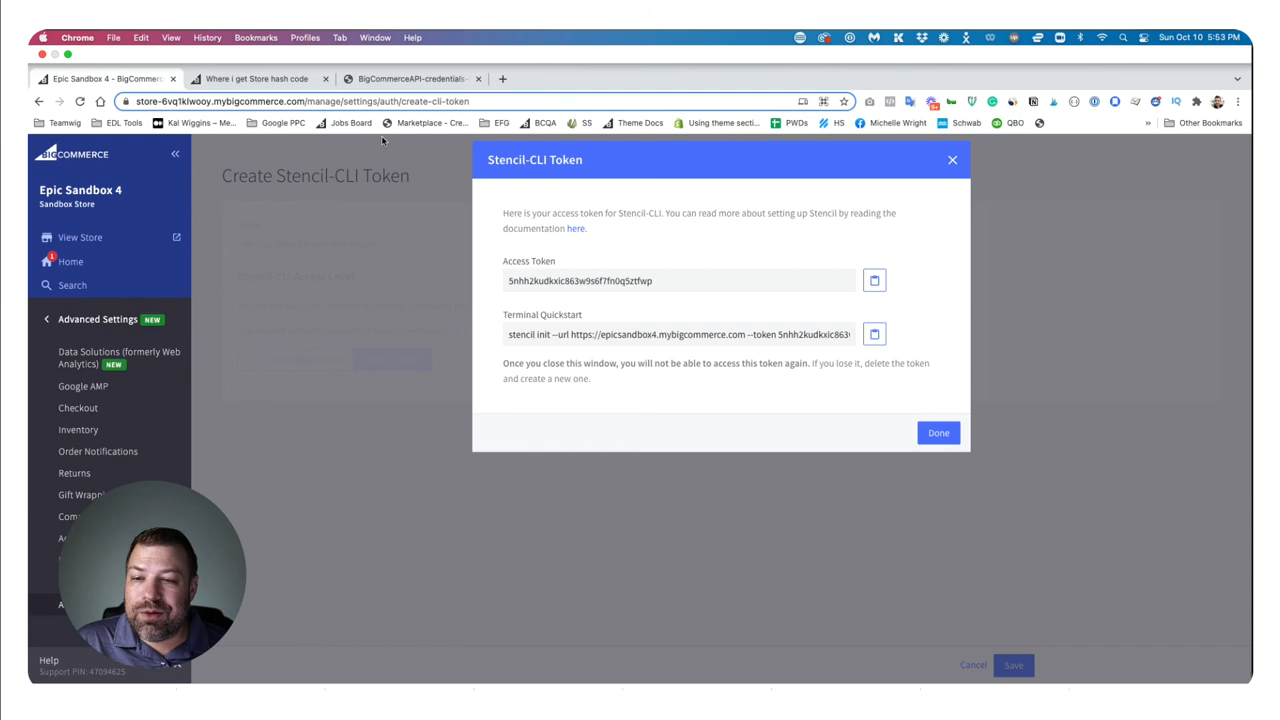 Chrome File Edit View History Bookmarks Profiles Tab Window Help Sun Oct 10 5:53 PM
Epic Sandbox 4 - BigCommerc Where i get Store hash code BigCommerceAPI-credentials-
store-6vq1klwooy.mybigcommerce.com/manage/settings/auth/create-cli-token
Teamwig EDL Tools Kal Wiggins – Me... Google PPC Jobs Board Marketplace - Cre... EFG BCQA SS Theme Docs Using theme secti... PWDs HS Michelle Wright Schwab QBO » Other Bookmarks
BIGCOMMERCE
Epic Sandbox 4
Sandbox Store
View Store
1
Home
Search
Advanced Settings NEW
Data Solutions (formerly Web
Analytics) NEW
Google AMP
Checkout
Inventory
Order Notifications
Returns
Gift Wrappi
Com
Help
Support PIN: 47094625
Create Stencil-CLI Token
Stencil-CLI Token
Here is your access token for Stencil-CLI. You can read more about setting up Stencil by reading the
documentation here.
Access Token
5nhh2kudkxic863w9s6f7fn0q5ztfwp
Terminal Quickstart
stencil init --url https://epicsandbox4.mybigcommerce.com --token 5nhh2kudkxic863
Once you close this window, you will not be able to access this token again. If you lose it, delete the token
and create a new one.
Done
Cancel Save